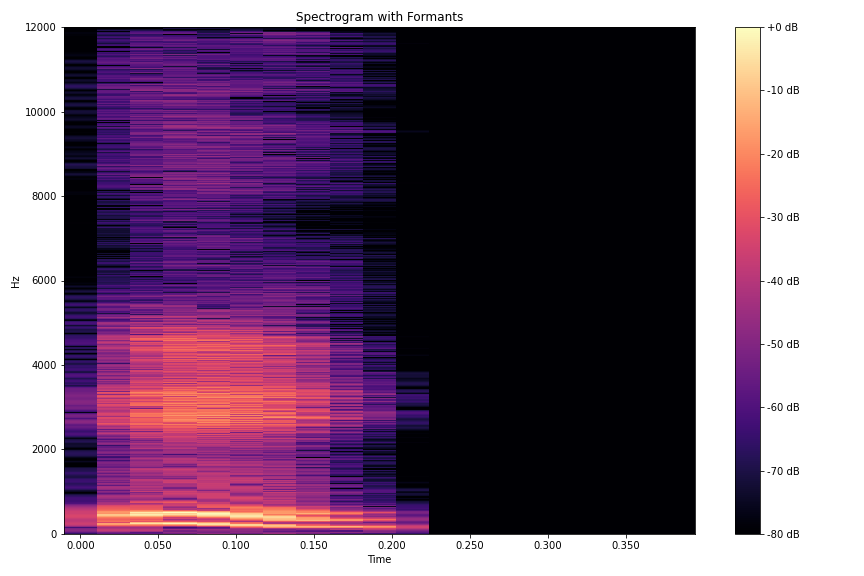 Spectrogram with Formants
12000
10000
8000
6000
4000
2000
0
Hz
0.000 0.050 0.100 0.150 0.200 0.250 0.300 0.350
Time
+0 dB
-10 dB
-20 dB
-30 dB
-40 dB
-50 dB
-60 dB
-70 dB
-80 dB